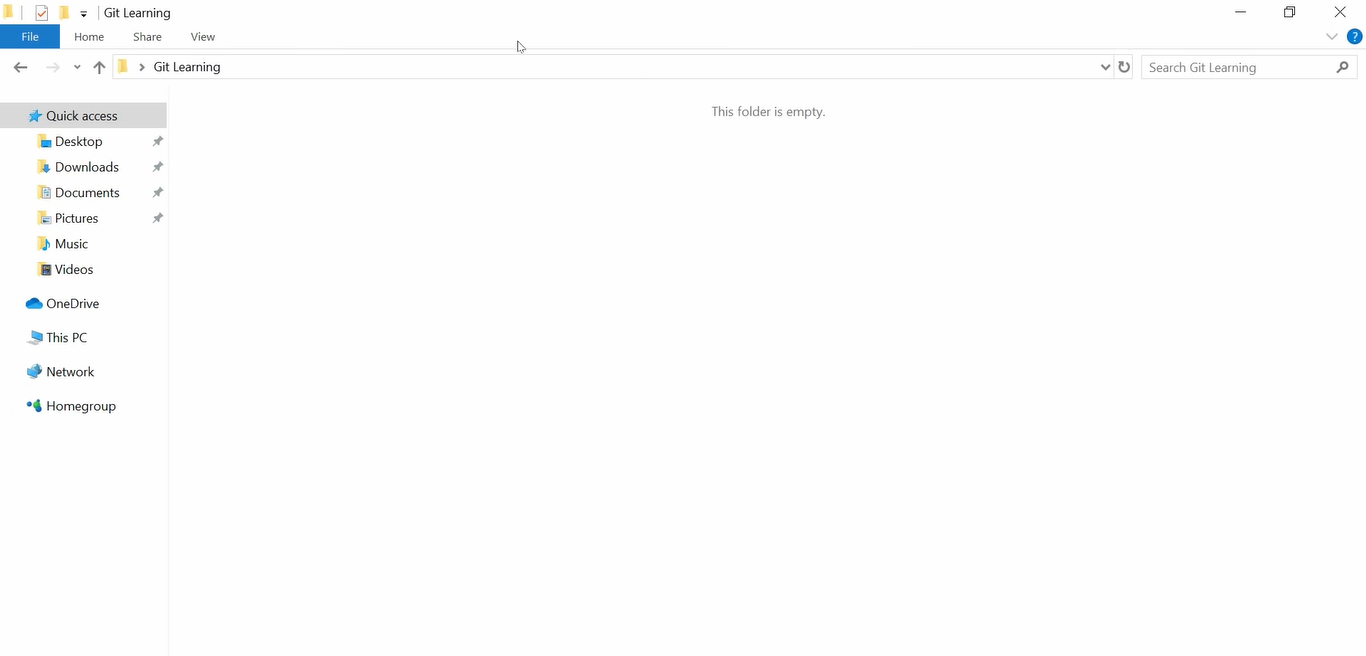 Git Learning
File Home Share View ?
Git Learning Search Git Learning
This folder is empty.
Quick access
Desktop
Downloads
Documents
Pictures
Music
Videos
OneDrive
This PC
Network
Homegroup